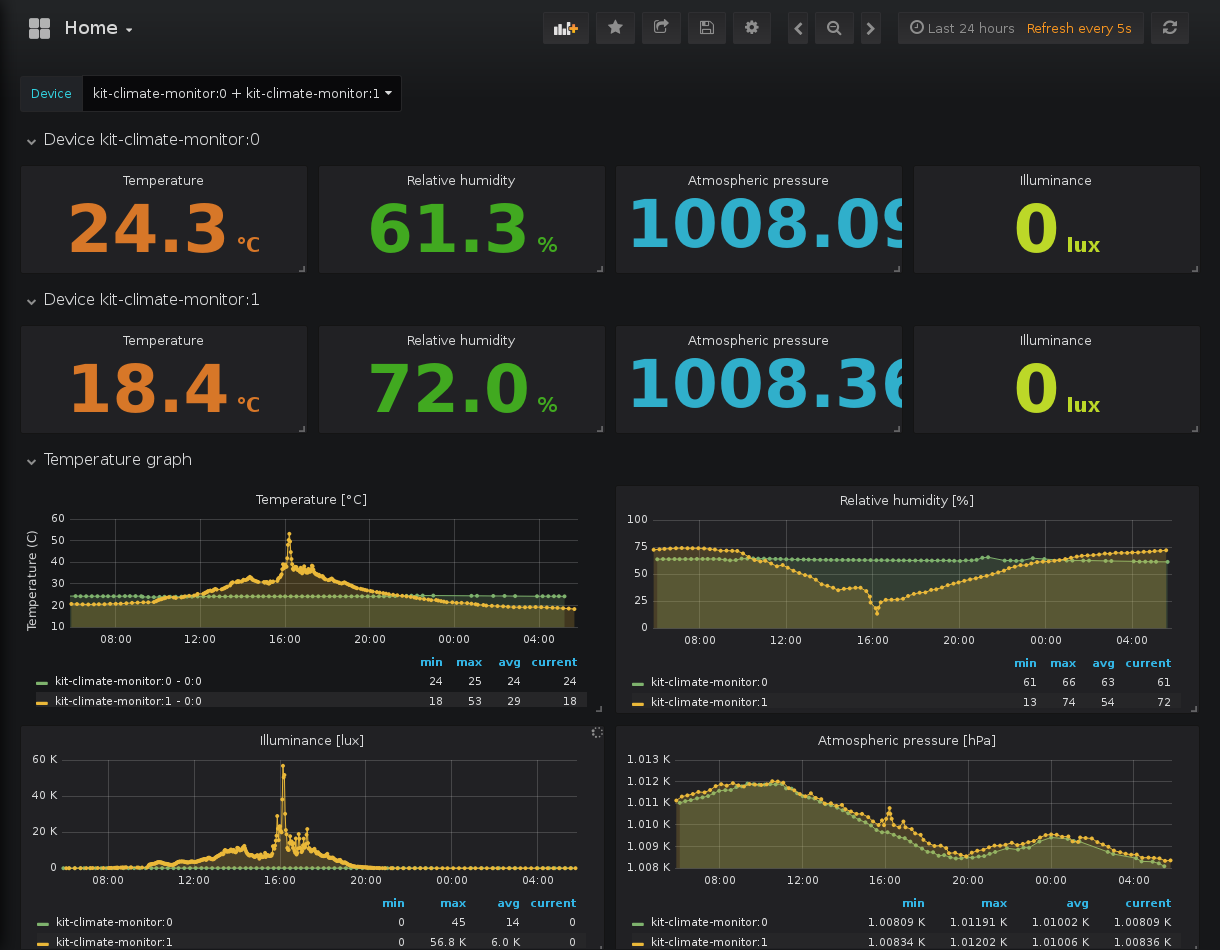 Home
Last 24 hours Refresh every 5s
Device kit-climate-monitor:0 + kit-climate-monitor:1
Device kit-climate-monitor:0
Temperature Relative humidity Atmospheric pressure Illuminance
24.3 °C 61.3 % 1008.09 0 lux
Device kit-climate-monitor:1
Temperature Relative humidity Atmospheric pressure Illuminance
18.4 °C 72.0 % 1008.36 0 lux
Temperature graph
Temperature [°C]
Temperature (C)
60
50
40
30
20
10
08:00 12:00 16:00 20:00 00:00 04:00
min max avg current
kit-climate-monitor:0 - 0:0 24 25 24 24
kit-climate-monitor:1 - 0:0 18 53 29 18
Relative humidity [%]
100
75
50
25
0
08:00 12:00 16:00 20:00 00:00 04:00
min max avg current
kit-climate-monitor:0 61 66 63 61
kit-climate-monitor:1 13 74 54 72
Illuminance [lux]
60 K
40 K
20 K
0
08:00 12:00 16:00 20:00 00:00 04:00
min max avg current
kit-climate-monitor:0 0 45 14 0
kit-climate-monitor:1 0 56.8 K 6.0 K 0
Atmospheric pressure [hPa]
1.013 K
1.012 K
1.011 K
1.010 K
1.009 K
1.008 K
08:00 12:00 16:00 20:00 00:00 04:00
min max avg current
kit-climate-monitor:0 1.00809 K 1.01191 K 1.01002 K 1.00809 K
kit-climate-monitor:1 1.00834 K 1.01202 K 1.01006 K 1.00836 K